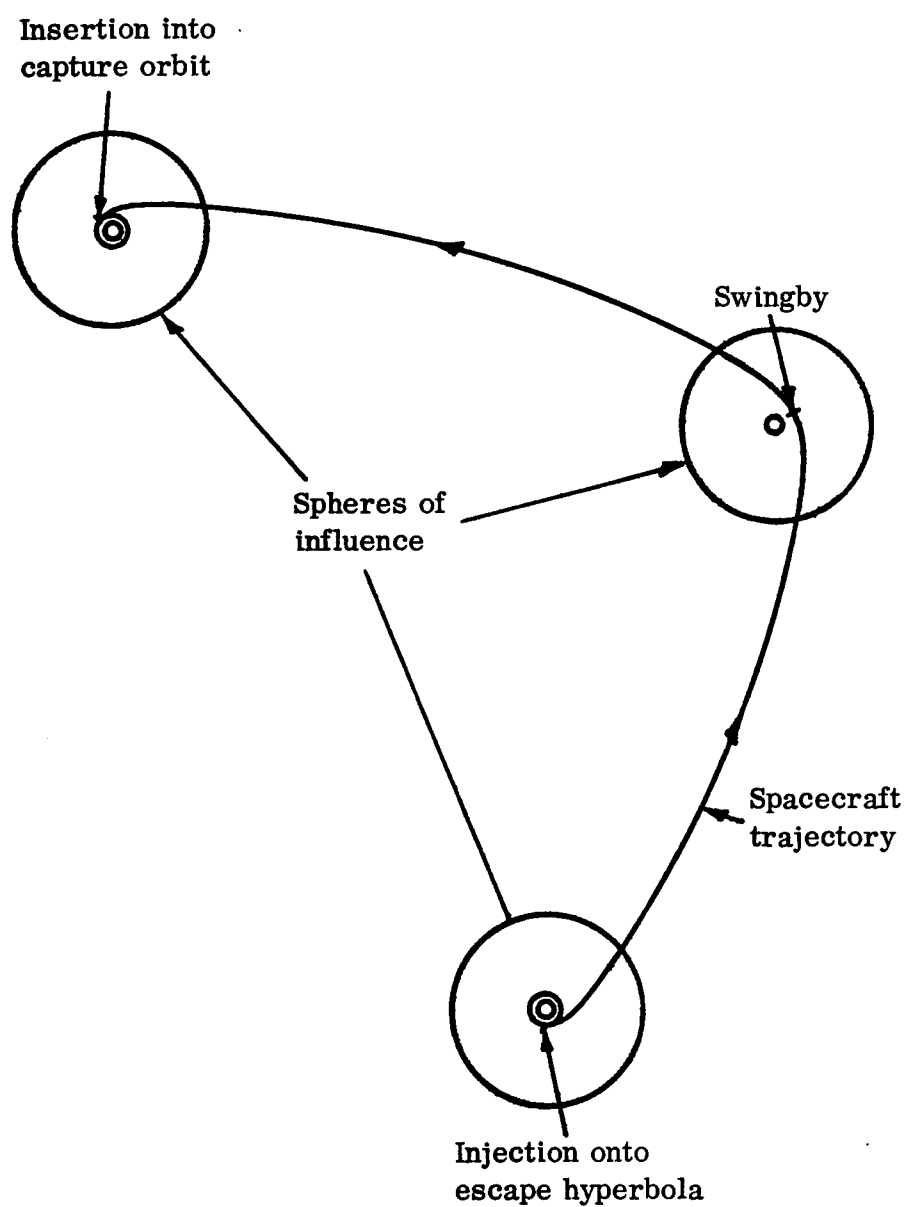 Insertion into
capture orbit
Swingby
Spheres of
influence
Spacecraft
trajectory
Injection onto
escape hyperbola